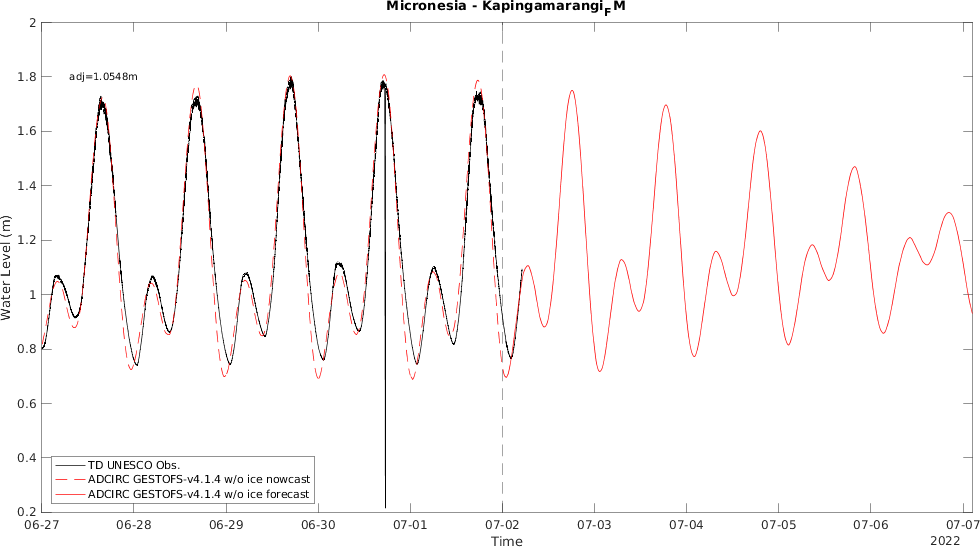 Micronesia - Kapingamarangi_FM
2
1.8
adj=1.0548m
1.6
1.4
1.2
Water Level (m)
1
0.8
0.6
0.4
TD UNESCO Obs.
ADCIRC GESTOFS-v4.1.4 w/o ice nowcast
ADCIRC GESTOFS-v4.1.4 w/o ice forecast
0.2
06-27 06-28 06-29 06-30 07-01 07-02 07-03 07-04 07-05 07-06 07-07
Time
2022